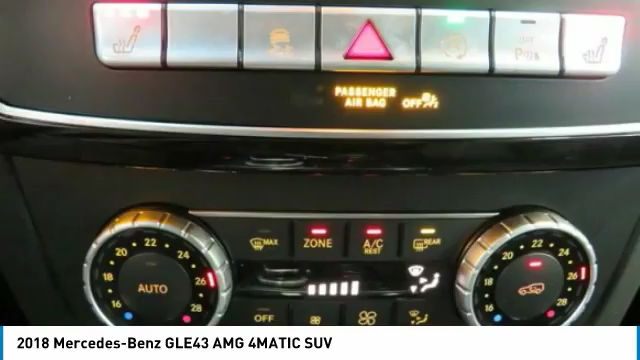 PASSENGER
AIR BAG OFF
MAX ZONE A/C REST REAR
20 22 24 20 22 24
18 26 18 26
AUTO
16 28 16 28
OFF
2018 Mercedes-Benz GLE43 AMG 4MATIC SUV